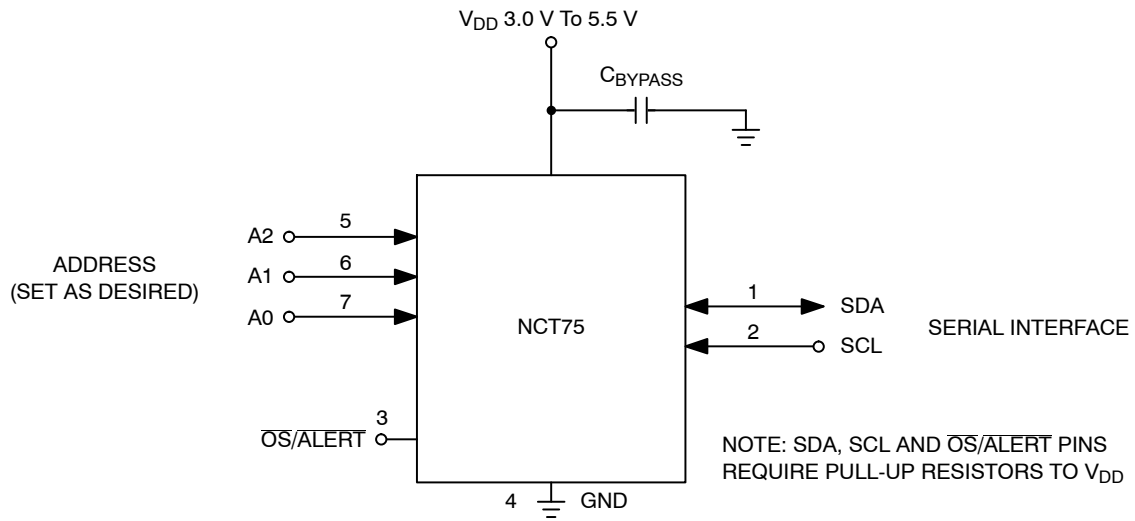 VDD 3.0 V To 5.5 V
CBYPASS
A2
5
A1
6
A0
7
ADDRESS
(SET AS DESIRED)
NCT75
1
SDA
2
SCL
SERIAL INTERFACE
OS/ALERT
3
NOTE: SDA, SCL AND OS/ALERT PINS
REQUIRE PULL-UP RESISTORS TO VDD
4
GND